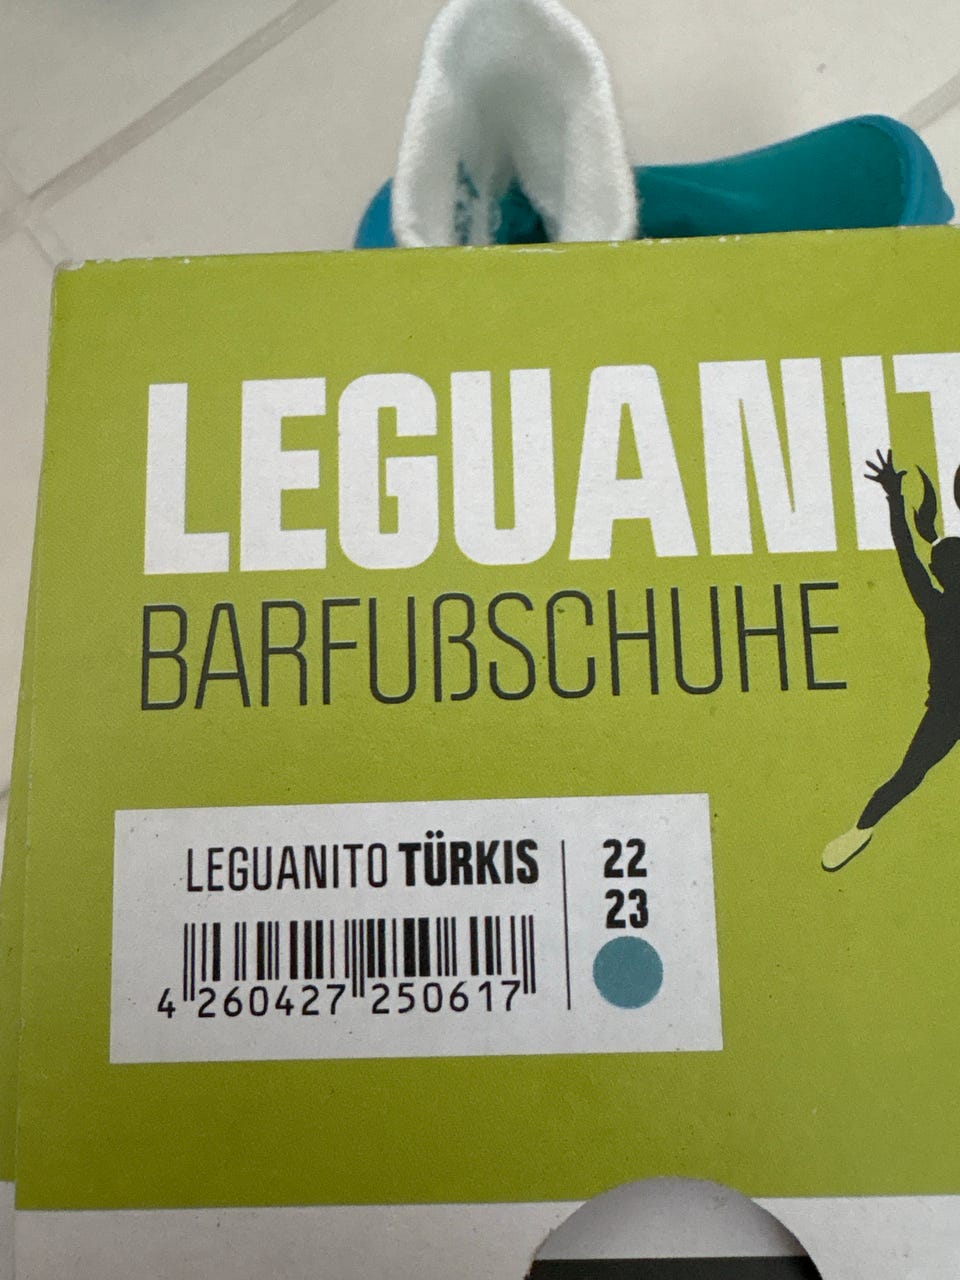 LEGUANIT
BARFUßSCHUHE
LEGUANITO TÜRKIS
22
23
4 260427 250617